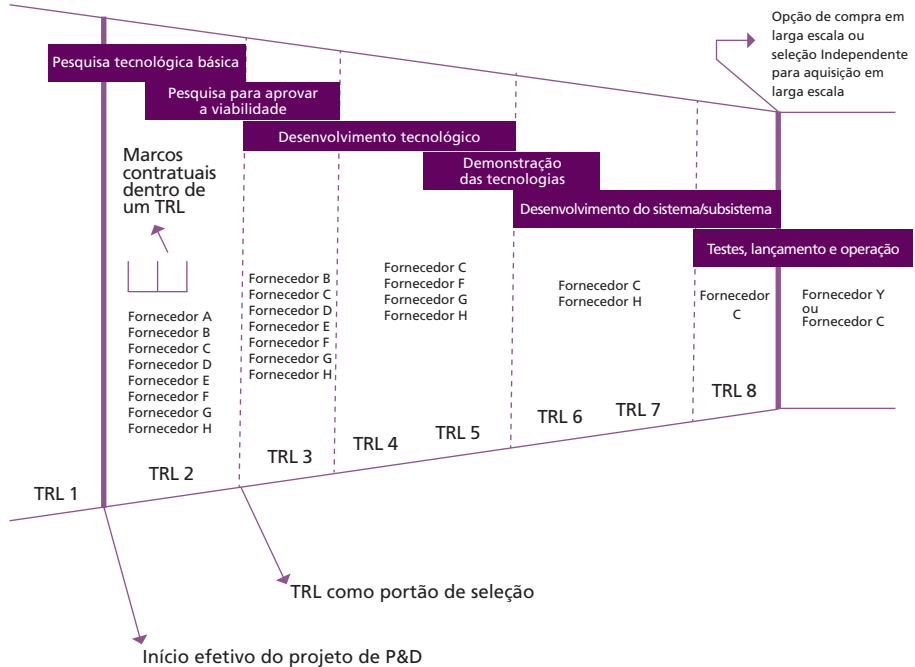 Opção de compra em
larga escala ou
seleção Independente
para aquisição em
larga escala
Pesquisa tecnológica básica
Pesquisa para aprovar
a viabilidade
Desenvolvimento tecnológico
Demonstração
das tecnologias
Desenvolvimento do sistema/subsistema
Testes, lançamento e operação
Marcos
contratuais
dentro de
um TRL
Fornecedor A
Fornecedor B
Fornecedor C
Fornecedor D
Fornecedor E
Fornecedor F
Fornecedor G
Fornecedor H
Fornecedor B
Fornecedor C
Fornecedor D
Fornecedor E
Fornecedor F
Fornecedor G
Fornecedor H
Fornecedor C
Fornecedor F
Fornecedor G
Fornecedor H
Fornecedor C
Fornecedor H
Fornecedor
C
Fornecedor Y
ou
Fornecedor C
TRL 1
TRL 2
TRL 3
TRL 4
TRL 5
TRL 6
TRL 7
TRL 8
TRL como portão de seleção
Início efetivo do projeto de P&D